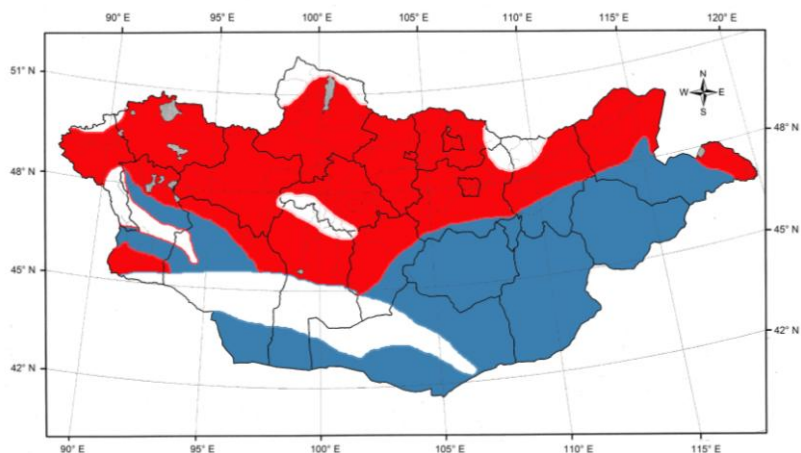 90° E 95° E 100° E 105° E 110° E 115° E 120° E
51° N
N
W E
S
48° N 48° N
45° N 45° N
42° N 42° N
90° E 95° E 100° E 105° E 110° E 115° E